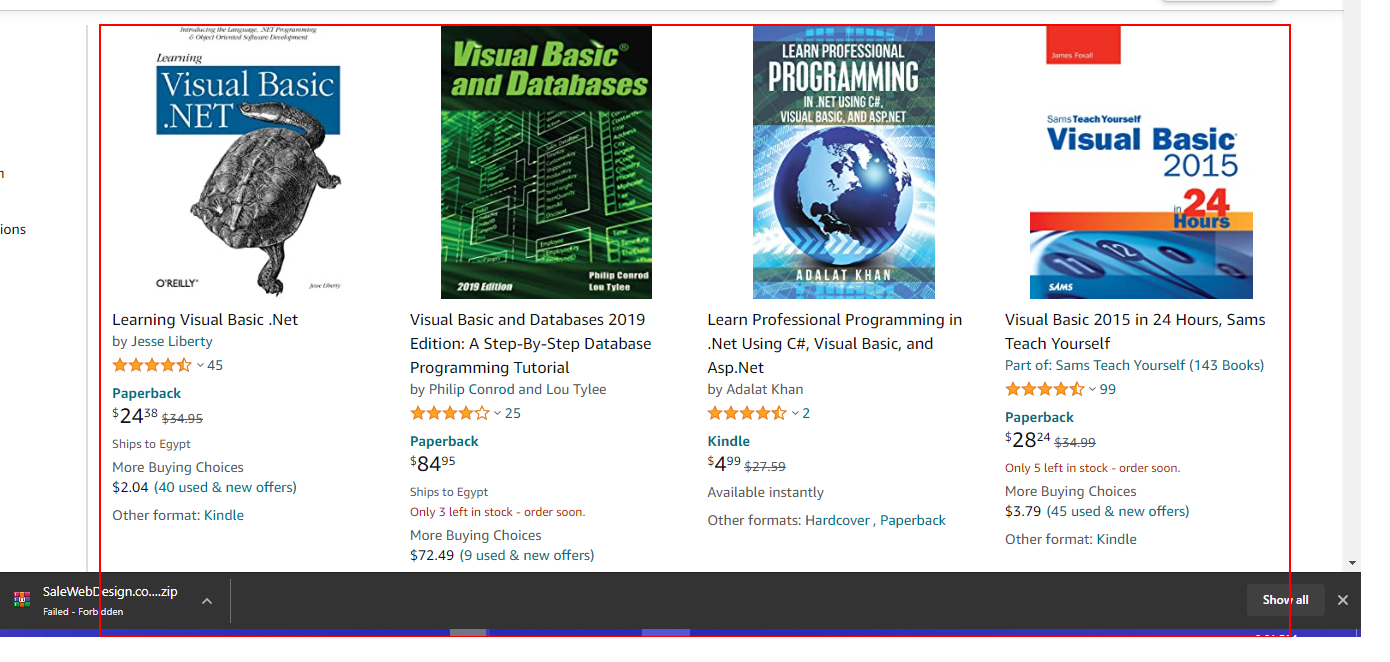 Introducing the Language, .NET Programming
& Object Oriented Software Development
Learning
Visual Basic
.NET
O'REILLY®
Jesse Liberty
Visual Basic®
and Databases
2019 Edition
Philip Conrod
Lou Tylee
LEARN PROFESSIONAL
PROGRAMMING
IN .NET USING C#,
VISUAL BASIC, AND ASP.NET
ADALAT KHAN
James Foxall
Sams Teach Yourself
Visual Basic®
2015
in 24
Hours
11
12
SAMS
Learning Visual Basic .Net
by Jesse Liberty
45
Paperback
$24.38 $34.95
Ships to Egypt
More Buying Choices
$2.04 (40 used & new offers)
Other format: Kindle
Visual Basic and Databases 2019
Edition: A Step-By-Step Database
Programming Tutorial
by Philip Conrod and Lou Tylee
25
Paperback
$84.95
Ships to Egypt
Only 3 left in stock - order soon.
More Buying Choices
$72.49 (9 used & new offers)
Learn Professional Programming in
.Net Using C#, Visual Basic, and
Asp.Net
by Adalat Khan
2
Kindle
$4.99 $27.59
Available instantly
Other formats: Hardcover , Paperback
Visual Basic 2015 in 24 Hours, Sams
Teach Yourself
Part of: Sams Teach Yourself (143 Books)
99
Paperback
$28.24 $34.99
Only 5 left in stock - order soon.
More Buying Choices
$3.79 (45 used & new offers)
Other format: Kindle
ions
SaleWebDesign.co....zip
Failed - Forbidden
Show all